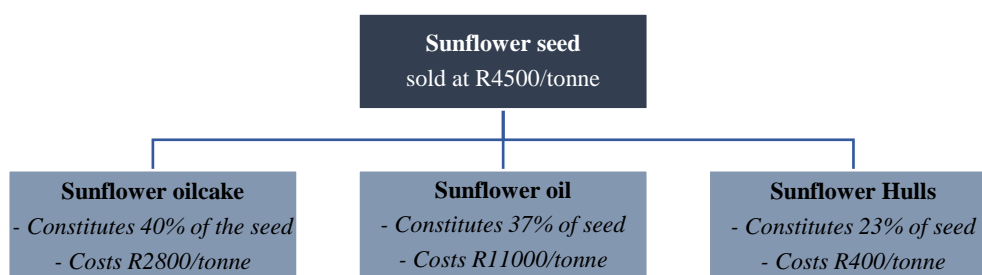 Sunflower seed
sold at R4500/tonne
Sunflower oilcake
- Constitutes 40% of the seed
- Costs R2800/tonne
Sunflower oil
- Constitutes 37% of seed
- Costs R11000/tonne
Sunflower Hulls
- Constitutes 23% of seed
- Costs R400/tonne